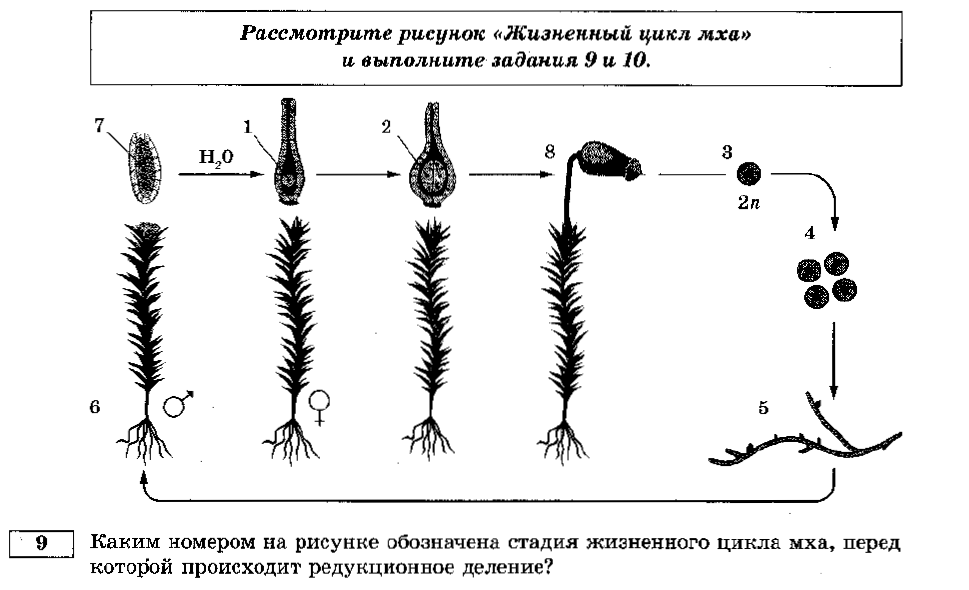 Рассмотрите рисунок «Жизненный цикл мха»
и выполните задания 9 и 10.
7
H₂O
1
2
8
3
2n
4
5
6
♂
♀
9 Каким номером на рисунке обозначена стадия жизненного цикла мха, перед
которой происходит редукционное деление?